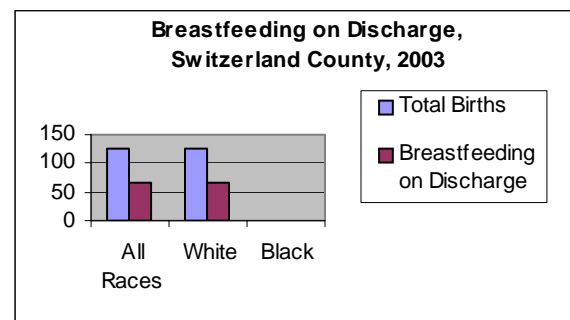 Breastfeeding on Discharge,
Switzerland County, 2003
Total Births
Breastfeeding
on Discharge
150
100
50
0
All
Races
White
Black